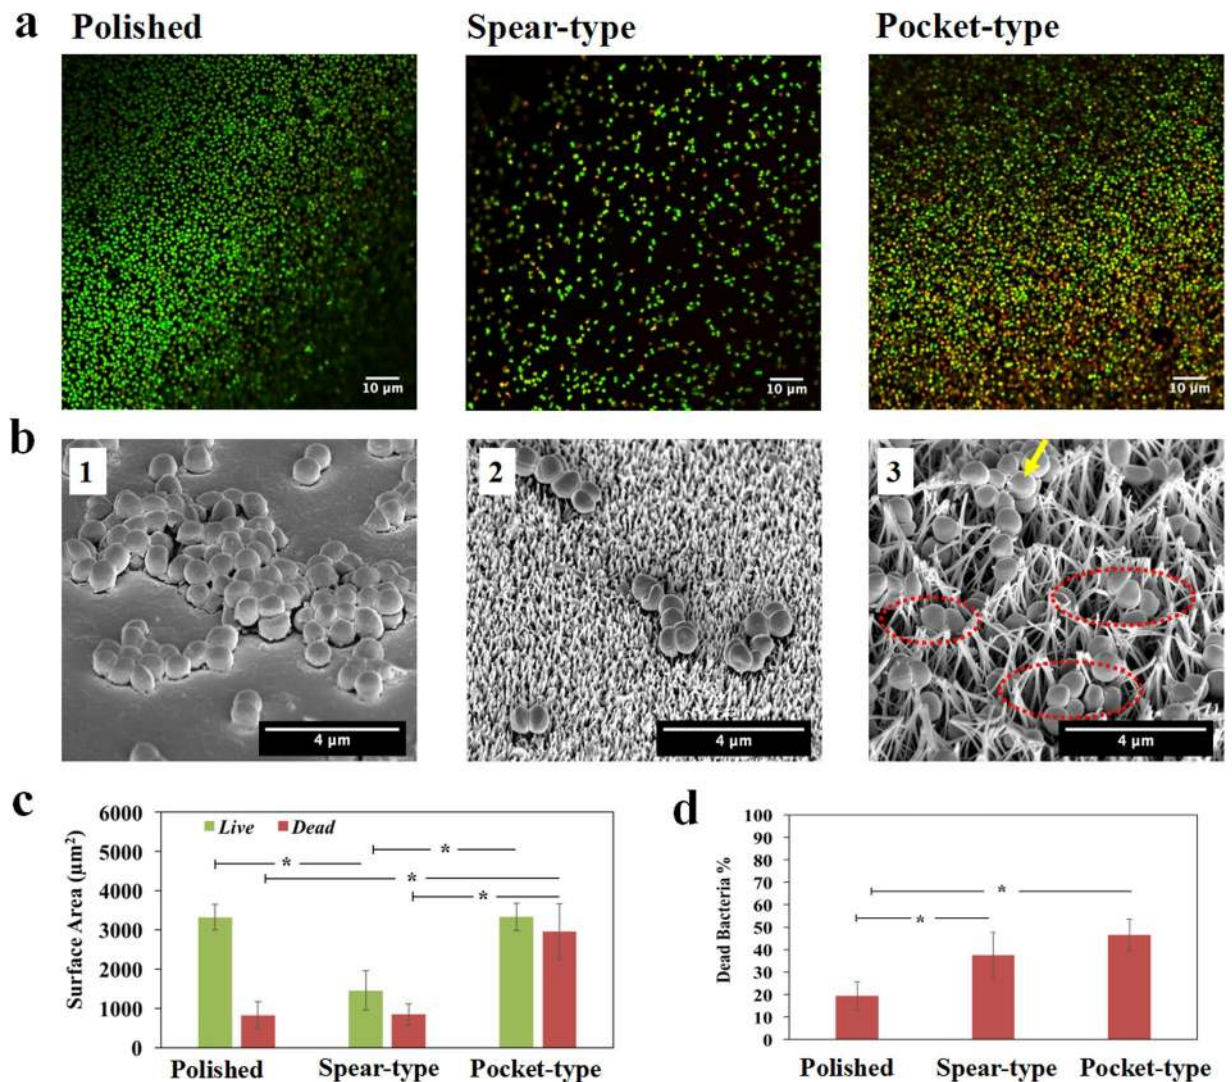 a
Polished
Spear-type
Pocket-type
10 µm
10 µm
10 µm
b
1
2
3
4 µm
4 µm
4 µm
c
Surface Area (µm²)
6000
5000
4000
3000
2000
1000
0
Live
Dead
*
*
*
*
Polished
Spear-type
Pocket-type
d
Dead Bacteria %
100
90
80
70
60
50
40
30
20
10
0
*
*
Polished
Spear-type
Pocket-type